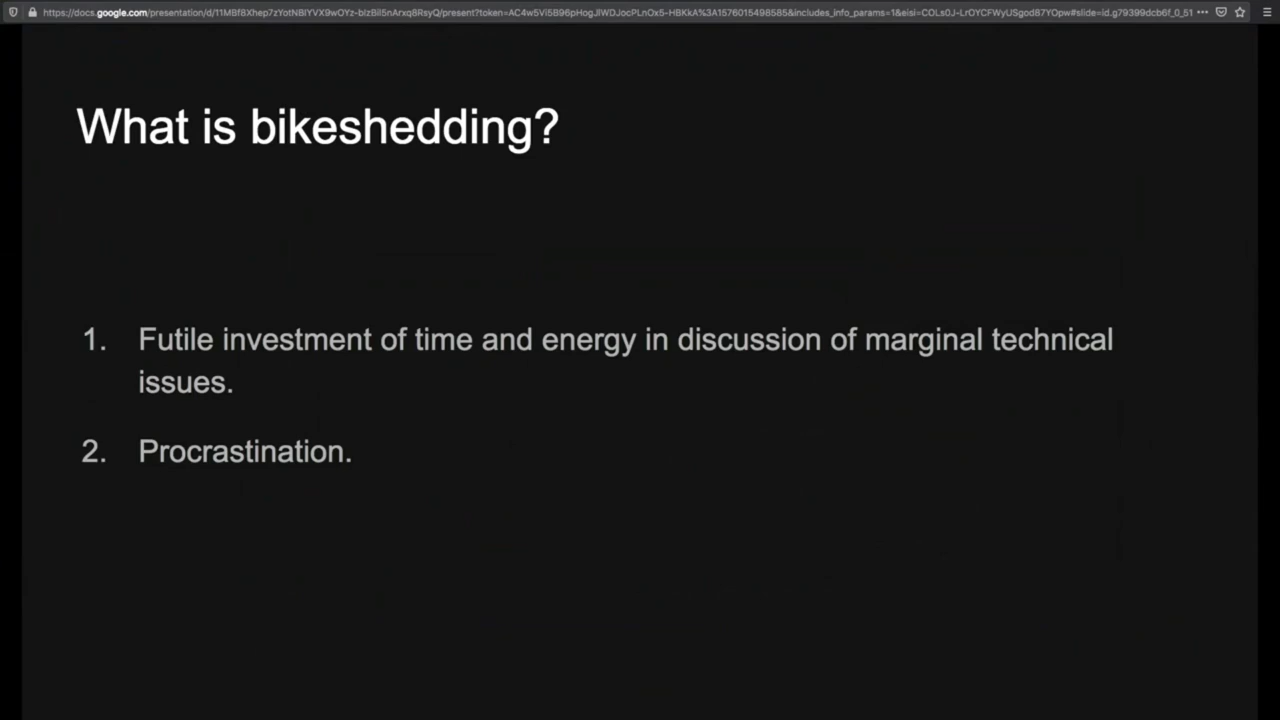 What is bikeshedding?
1. Futile investment of time and energy in discussion of marginal technical
issues.
2. Procrastination.